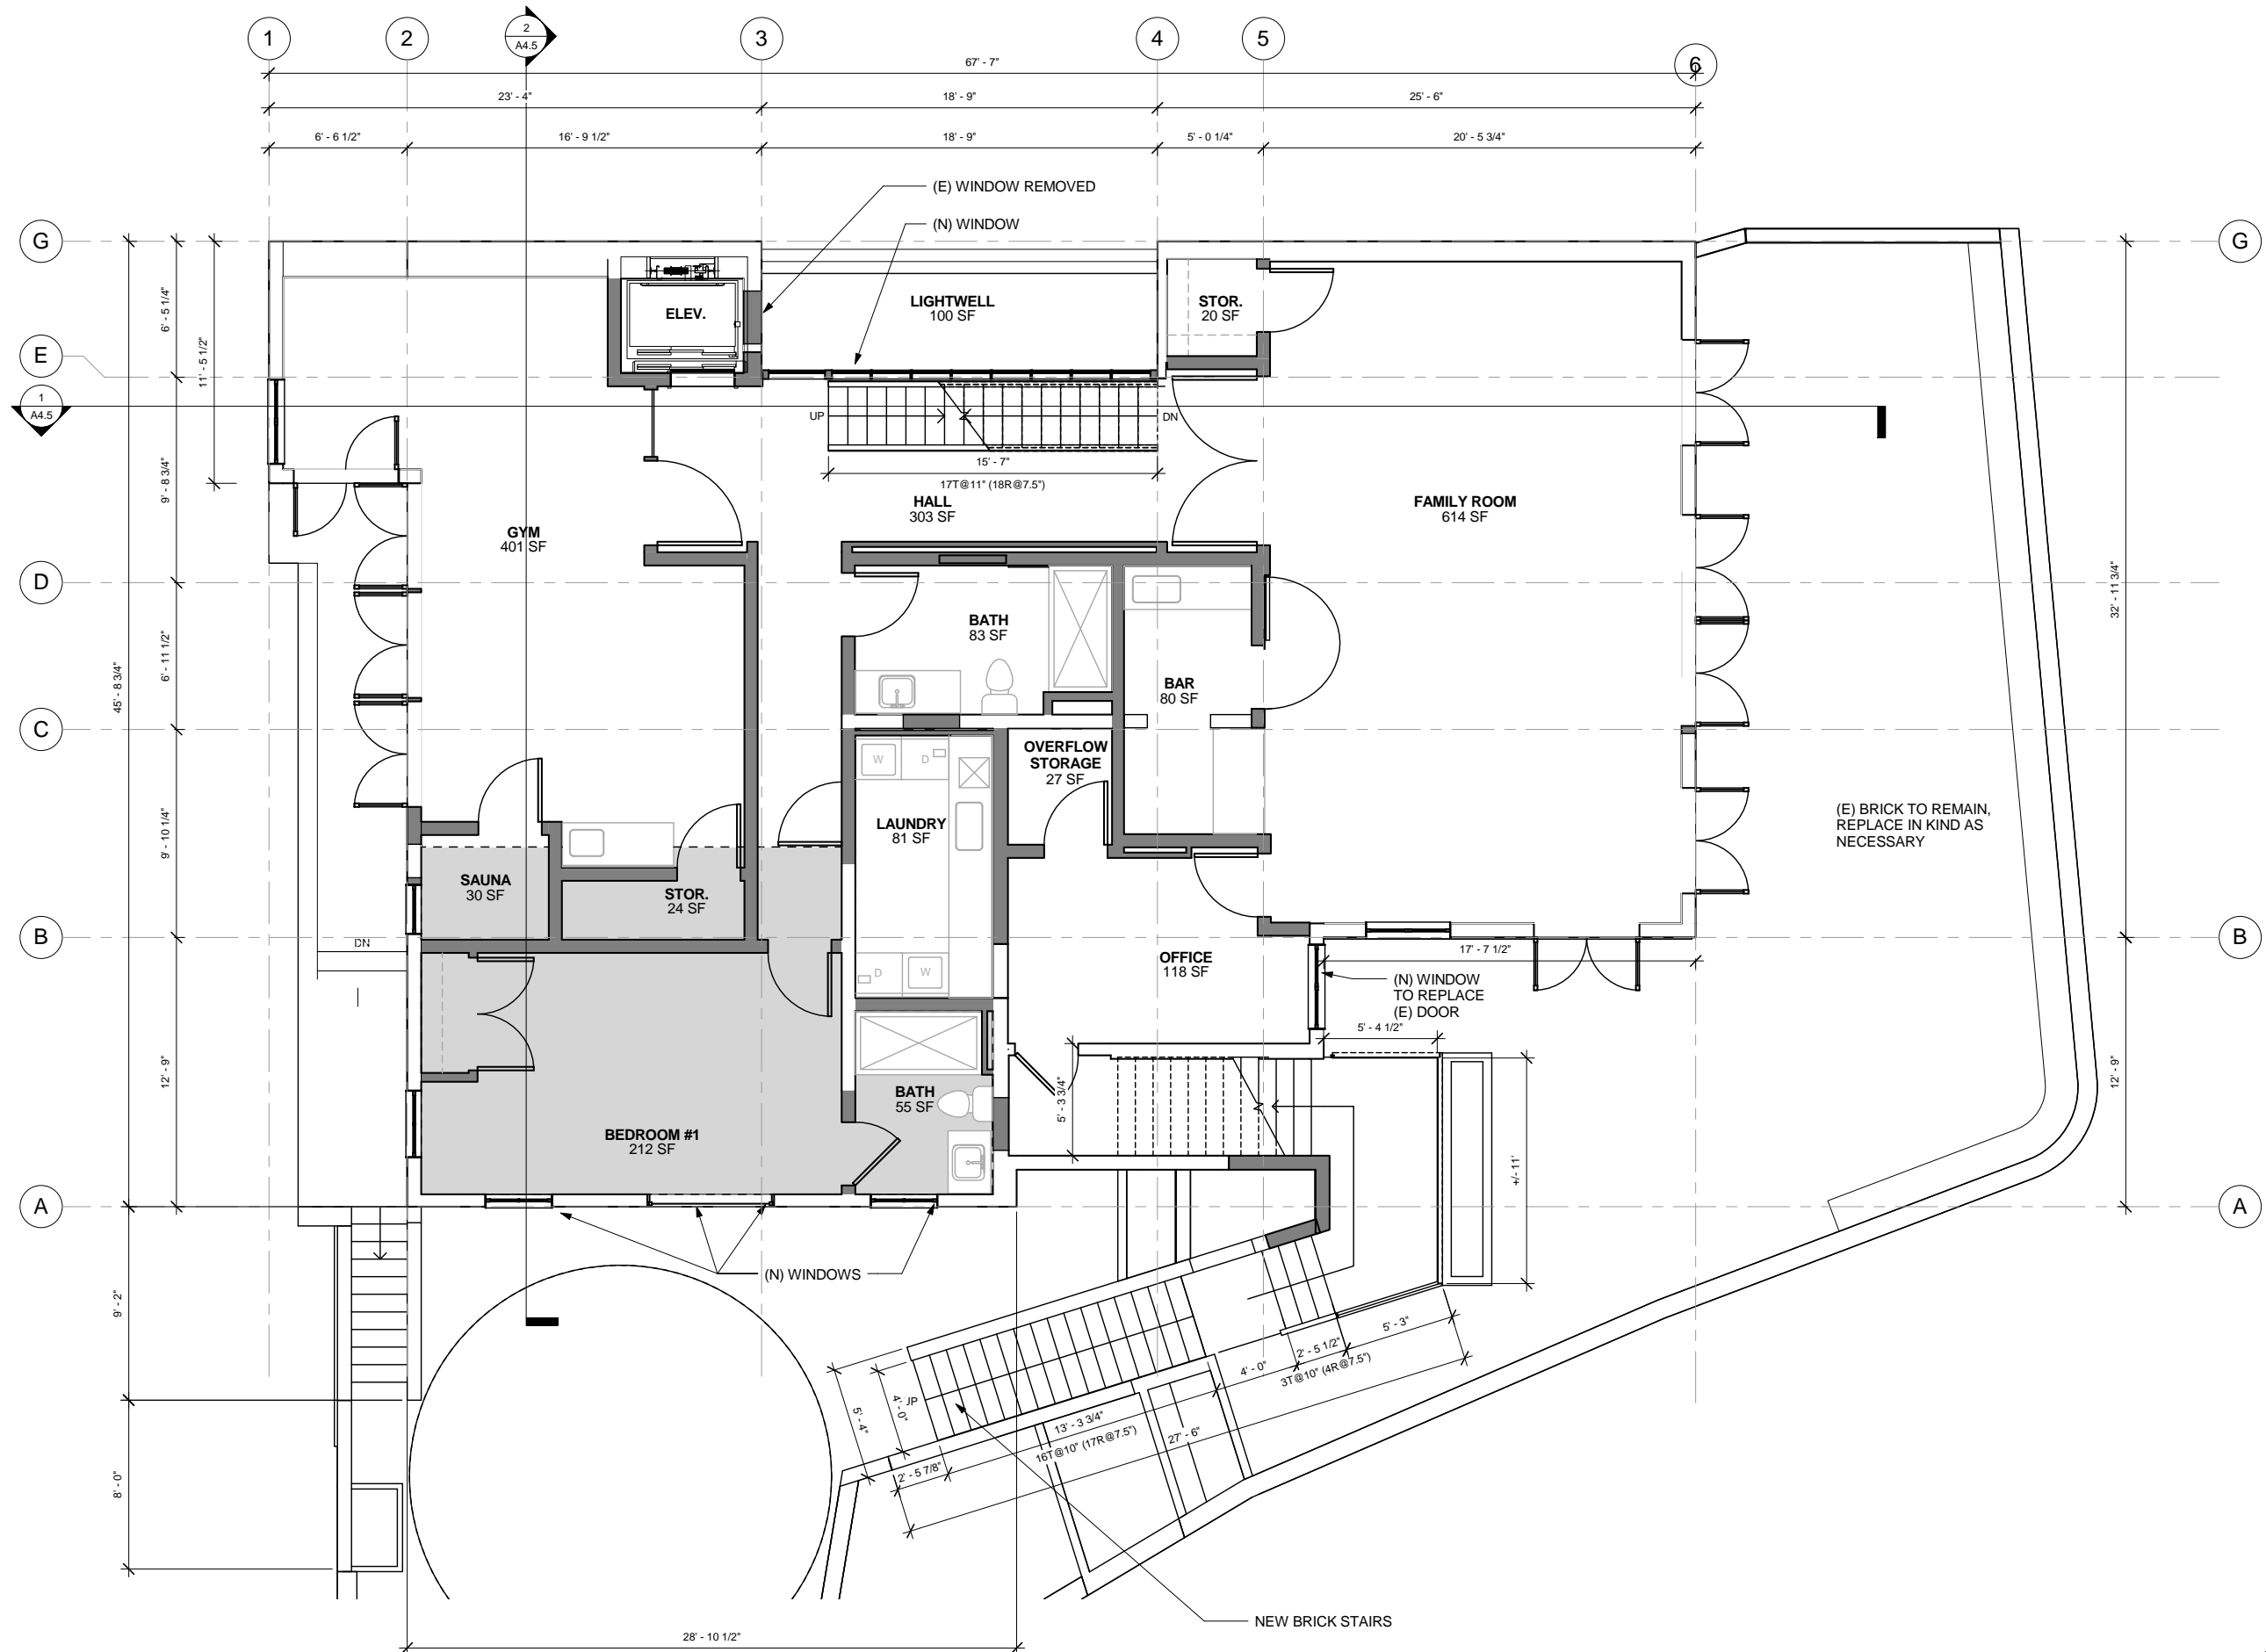 1
2
2
A4.5
3
4
5
6
67' - 7"
23' - 4"
18' - 9"
25' - 6"
6' - 6 1/2"
16' - 9 1/2"
18' - 9"
5' - 0 1/4"
20' - 5 3/4"
(E) WINDOW REMOVED
(N) WINDOW
G
G
6' - 5 1/4"
11' - 5 1/2"
ELEV.
LIGHTWELL
100 SF
STOR.
20 SF
E
1
A4.5
UP
DN
15' - 7"
17T@11" (18R@7.5")
9' - 8 3/4"
HALL
303 SF
FAMILY ROOM
614 SF
GYM
401 SF
D
32' - 11 3/4"
BATH
83 SF
6' - 11 1/2"
45' - 8 3/4"
BAR
80 SF
C
OVERFLOW
STORAGE
27 SF
W
D
LAUNDRY
81 SF
(E) BRICK TO REMAIN,
REPLACE IN KIND AS
NECESSARY
9' - 10 1/4"
SAUNA
30 SF
STOR.
24 SF
B
B
DN
17' - 7 1/2"
OFFICE
118 SF
D
W
(N) WINDOW
TO REPLACE
(E) DOOR
5' - 4 1/2"
12' - 9"
12' - 9"
5' - 3 3/4"
BATH
55 SF
BEDROOM #1
212 SF
+/- 11'
A
A
(N) WINDOWS
9' - 2"
5' - 3"
2' - 5 1/2"
3T@10" (4R@7.5")
4' - 0"
4' - 0"
5' - 4"
JP
13' - 3 3/4"
16T@10" (17R@7.5")
27' - 6"
2' - 5 7/8"
8' - 0"
NEW BRICK STAIRS
28' - 10 1/2"